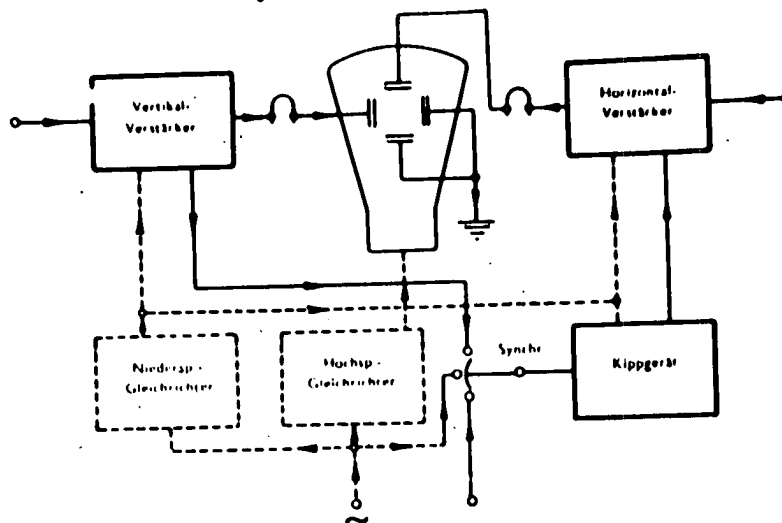 Vertikal-
Verstärker
Horizontal-
Verstärker
Niedersp.-
Gleichrichter
Hochsp.-
Gleichrichter
Synchr.
Kippgerät
~